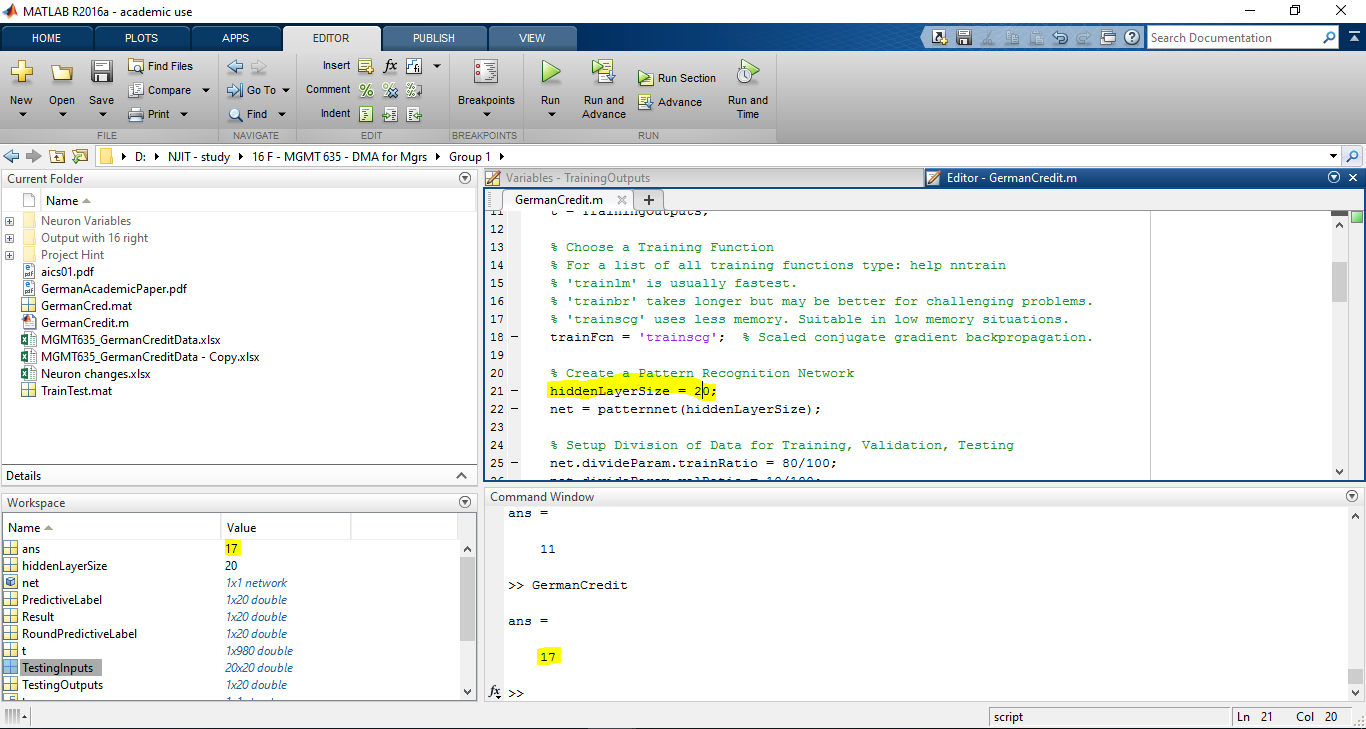 MATLAB R2016a - academic use
HOME PLOTS APPS EDITOR PUBLISH VIEW
Search Documentation
New Open Save Find Files Compare Print
FILE
Go To Find
NAVIGATE
Insert fx
Comment
Indent
EDIT
Breakpoints
BREAKPOINTS
Run Run and Advance Run Section Advance Run and Time
RUN
D: NJIT - study 16 F - MGMT 635 - DMA for Mgrs Group 1
Current Folder
Name
Neuron Variables
Output with 16 right
Project Hint
aics01.pdf
GermanAcademicPaper.pdf
GermanCred.mat
GermanCredit.m
MGMT635_GermanCreditData.xlsx
MGMT635_GermanCreditData - Copy.xlsx
Neuron changes.xlsx
TrainTest.mat
Details
Workspace
Name Value
ans 17
hiddenLayerSize 20
net 1x1 network
PredictiveLabel 1x20 double
Result 1x20 double
RoundPredictiveLabel 1x20 double
t 1x980 double
TestingInputs 20x20 double
TestingOutputs 1x20 double
Variables - TrainingOutputs
Editor - GermanCredit.m
GermanCredit.m
11 t = TrainingOutputs;
12
13 % Choose a Training Function
14 % For a list of all training functions type: help nntrain
15 % 'trainlm' is usually fastest.
16 % 'trainbr' takes longer but may be better for challenging problems.
17 % 'trainscg' uses less memory. Suitable in low memory situations.
18 – trainFcn = 'trainscg'; % Scaled conjugate gradient backpropagation.
19
20 % Create a Pattern Recognition Network
21 – hiddenLayerSize = 20;
22 – net = patternnet(hiddenLayerSize);
23
24 % Setup Division of Data for Training, Validation, Testing
25 – net.divideParam.trainRatio = 80/100;
26 – net.divideParam.valRatio = 10/100;
Command Window
ans =
11
>> GermanCredit
ans =
17
fx >>
script Ln 21 Col 20